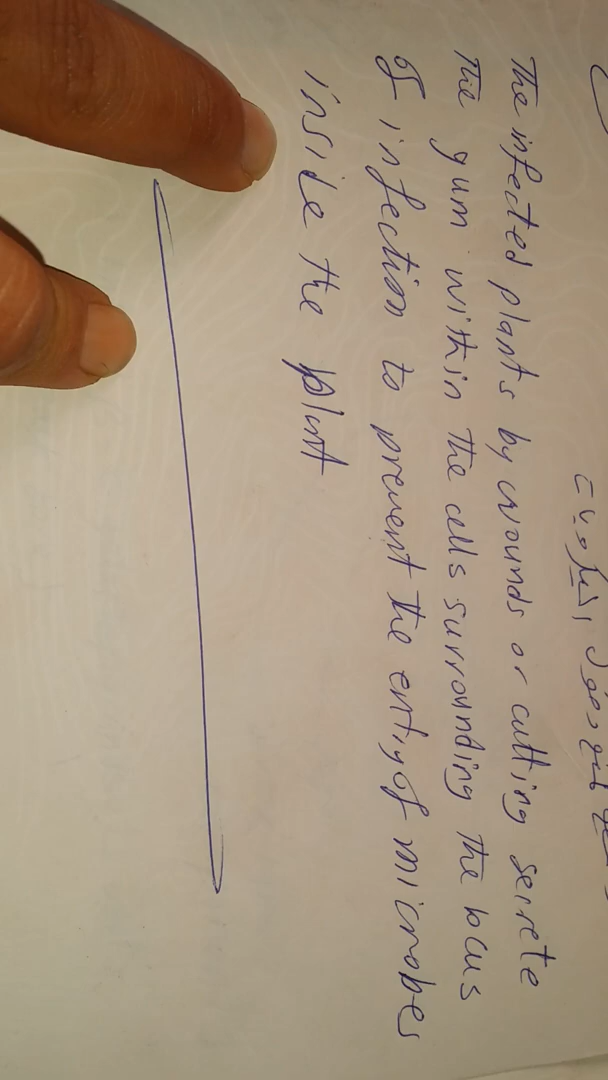 The infected plants by wounds or cutting secrete
The gum within the cells surrounding the locus
of infection to prevent the entry of microbes
inside the plant